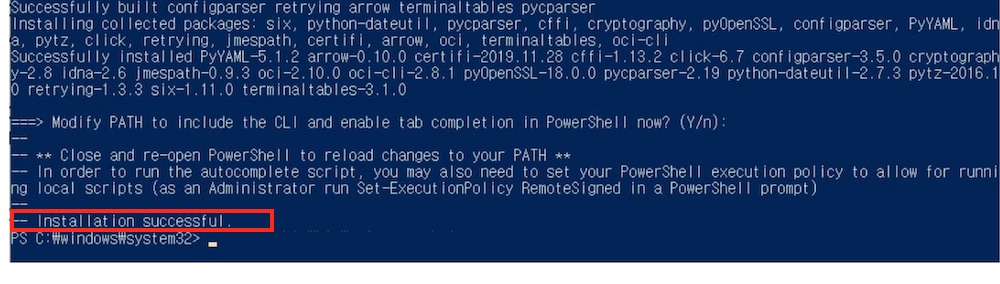 Successfully built configparser retrying arrow terminaltables pycparser
Installing collected packages: six, python-dateutil, pycparser, cffi, cryptography, pyOpenSSL, configparser, PyYAML, idn
a, pytz, click, retrying, jmespath, certifi, arrow, oci, terminaltables, oci-cli
Successfully installed PyYAML-5.1.2 arrow-0.10.0 certifi-2019.11.28 cffi-1.13.2 click-6.7 configparser-3.5.0 cryptograph
y-2.8 idna-2.6 jmespath-0.9.3 oci-2.10.0 oci-cli-2.8.1 pyOpenSSL-18.0.0 pycparser-2.19 python-dateutil-2.7.3 pytz-2016.1
0 retrying-1.3.3 six-1.11.0 terminaltables-3.1.0
===> Modify PATH to include the CLI and enable tab completion in PowerShell now? (Y/n):
--
-- ** Close and re-open PowerShell to reload changes to your PATH **
-- In order to run the autocomplete script, you may also need to set your PowerShell execution policy to allow for runni
ng local scripts (as an Administrator run Set-ExecutionPolicy RemoteSigned in a PowerShell prompt)
--
-- Installation successful.
PS C:₩windows₩system32>